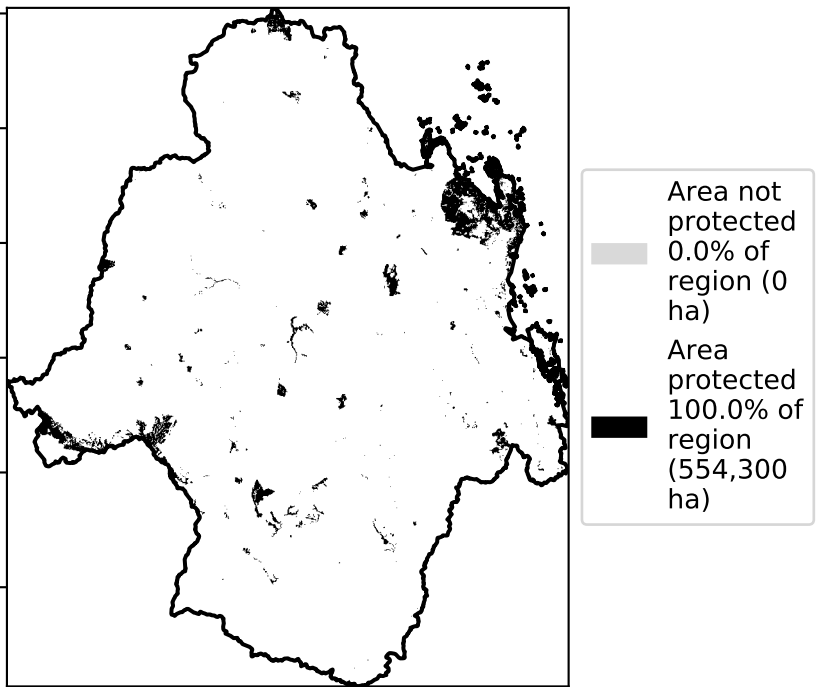 Area not
protected
0.0% of
region (0
ha)
Area
protected
100.0% of
region
(554,300
ha)